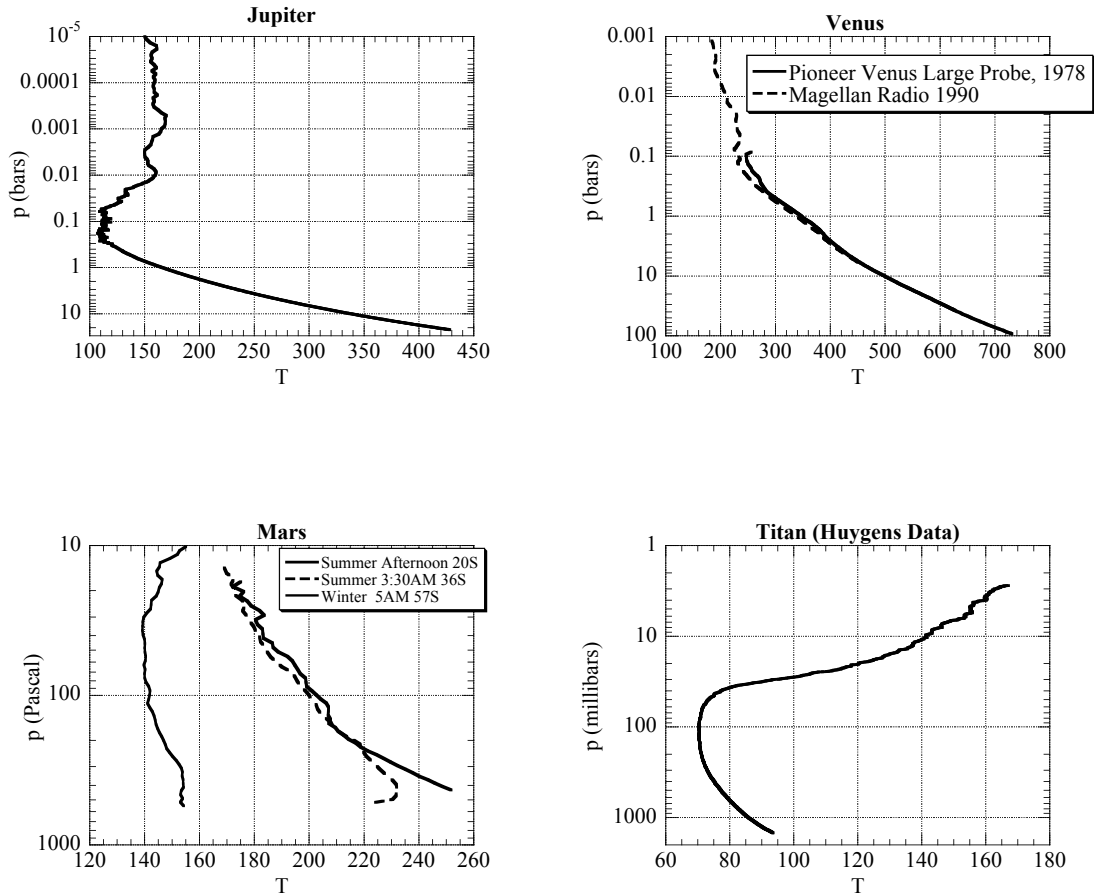 Jupiter
10-5
0.0001
0.001
0.01
0.1
1
10
p (bars)
100 150 200 250 300 350 400 450
T
Venus
0.001
0.01
0.1
1
10
100
p (bars)
Pioneer Venus Large Probe, 1978
Magellan Radio 1990
100 200 300 400 500 600 700 800
T
Mars
10
100
1000
p (Pascal)
Summer Afternoon 20S
Summer 3:30AM 36S
Winter 5AM 57S
120 140 160 180 200 220 240 260
T
Titan (Huygens Data)
1
10
100
1000
p (millibars)
60 80 100 120 140 160 180
T